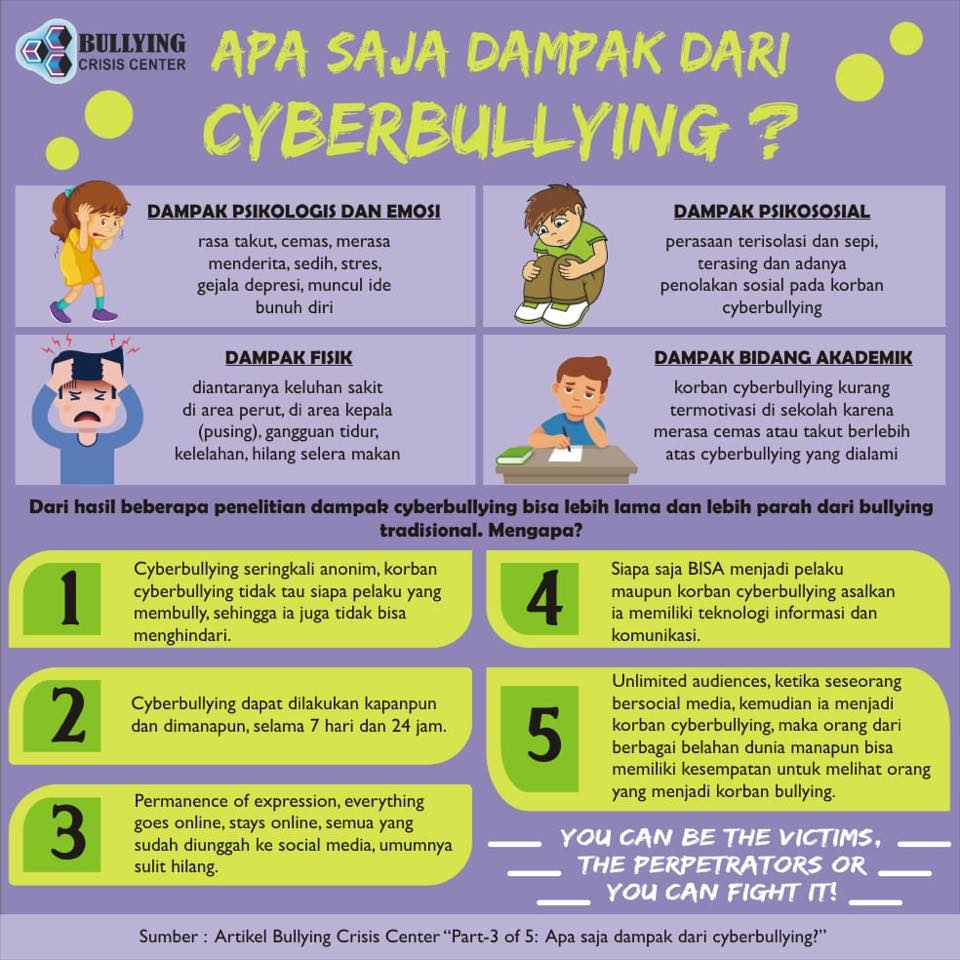 BULLYING
CRISIS CENTER
APA SAJA DAMPAK DARI
CYBERBULLYING ?
DAMPAK PSIKOLOGIS DAN EMOSI
rasa takut, cemas, merasa
menderita, sedih, stres,
gejala depresi, muncul ide
bunuh diri
DAMPAK PSIKOSOSIAL
perasaan terisolasi dan sepi,
terasing dan adanya
penolakan sosial pada korban
cyberbullying
DAMPAK FISIK
diantaranya keluhan sakit
di area perut, di area kepala
(pusing), gangguan tidur,
kelelahan, hilang selera makan
DAMPAK BIDANG AKADEMIK
korban cyberbullying kurang
termotivasi di sekolah karena
merasa cemas atau takut berlebih
atas cyberbullying yang dialami
Dari hasil beberapa penelitian dampak cyberbullying bisa lebih lama dan lebih parah dari bullying
tradisional. Mengapa?
1
Cyberbullying seringkali anonim, korban
cyberbullying tidak tau siapa pelaku yang
membully, sehingga ia juga tidak bisa
menghindari.
2
Cyberbullying dapat dilakukan kapanpun
dan dimanapun, selama 7 hari dan 24 jam.
3
Permanence of expression, everything
goes online, stays online, semua yang
sudah diunggah ke social media, umumnya
sulit hilang.
4
Siapa saja BISA menjadi pelaku
maupun korban cyberbullying asalkan
ia memiliki teknologi informasi dan
komunikasi.
5
Unlimited audiences, ketika seseorang
bersocial media, kemudian ia menjadi
korban cyberbullying, maka orang dari
berbagai belahan dunia manapun bisa
memiliki kesempatan untuk melihat orang
yang menjadi korban bullying.
YOU CAN BE THE VICTIMS,
THE PERPETRATORS OR
YOU CAN FIGHT IT!
Sumber : Artikel Bullying Crisis Center “Part-3 of 5: Apa saja dampak dari cyberbullying?”